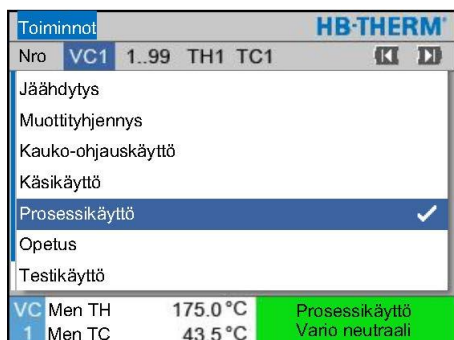 Toiminnot HB-THERM®
Nro VC1 1..99 TH1 TC1
Jäähdytys
Muottityhjennys
Kauko-ohjauskäyttö
Käsikäyttö
Prosessikäyttö
Opetus
Testikäyttö
VC Men TH 175.0 °C Prosessikäyttö
1 Men TC 43.5 °C Vario neutraali